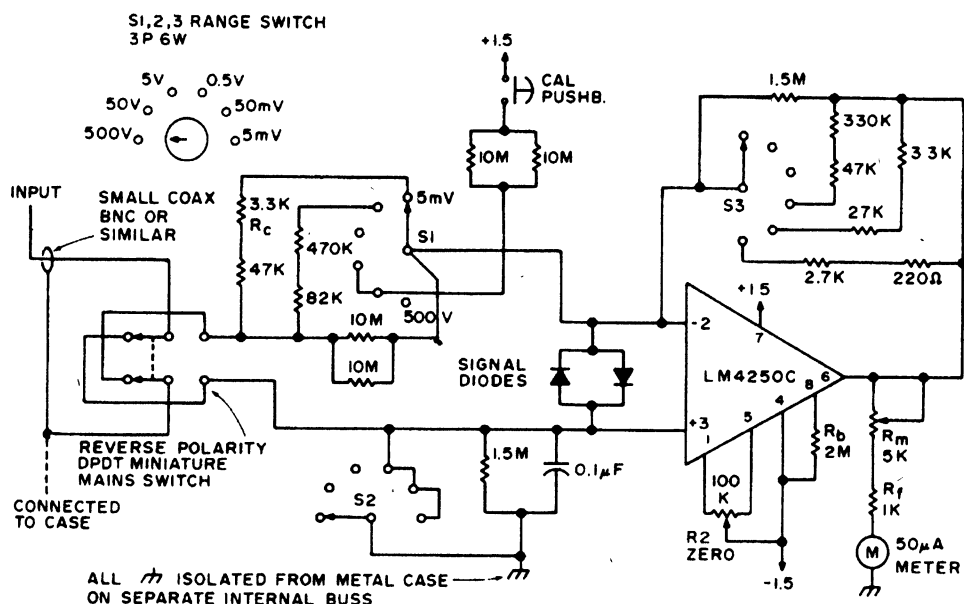 S1,2,3 RANGE SWITCH
3P 6W
5V
0.5V
50V
50mV
500V
5mV
+1.5
CAL
PUSHB.
10M
10M
1.5M
330K
3.3K
47K
S3
27K
2.7K
220Ω
INPUT
SMALL COAX
BNC OR
SIMILAR
3.3K
Rc
47K
470K
82K
5mV
S1
500V
10M
10M
SIGNAL
DIODES
-2
+1.5
7
LM4250C
6
8
4
5
1
+3
Rb
2M
Rm
5K
Rf
1K
M
50µA
METER
REVERSE POLARITY
DPDT MINIATURE
MAINS SWITCH
CONNECTED
TO CASE
S2
1.5M
0.1µF
100
K
R2
ZERO
-1.5
ALL ISOLATED FROM METAL CASE
ON SEPARATE INTERNAL BUSS